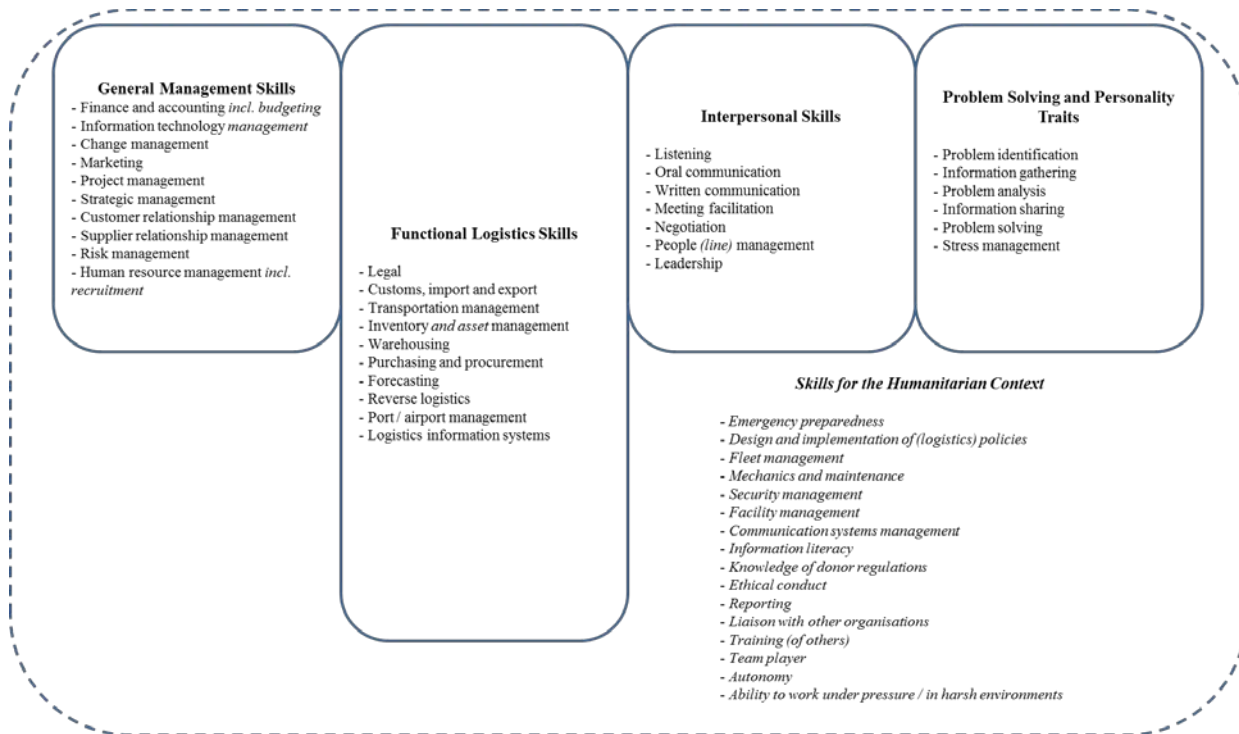 General Management Skills
- Finance and accounting incl. budgeting
- Information technology management
- Change management
- Marketing
- Project management
- Strategic management
- Customer relationship management
- Supplier relationship management
- Risk management
- Human resource management incl.
recruitment
Functional Logistics Skills
- Legal
- Customs, import and export
- Transportation management
- Inventory and asset management
- Warehousing
- Purchasing and procurement
- Forecasting
- Reverse logistics
- Port / airport management
- Logistics information systems
Interpersonal Skills
- Listening
- Oral communication
- Written communication
- Meeting facilitation
- Negotiation
- People (line) management
- Leadership
Problem Solving and Personality
Traits
- Problem identification
- Information gathering
- Problem analysis
- Information sharing
- Problem solving
- Stress management
Skills for the Humanitarian Context
- Emergency preparedness
- Design and implementation of (logistics) policies
- Fleet management
- Mechanics and maintenance
- Security management
- Facility management
- Communication systems management
- Information literacy
- Knowledge of donor regulations
- Ethical conduct
- Reporting
- Liaison with other organisations
- Training (of others)
- Team player
- Autonomy
- Ability to work under pressure / in harsh environments